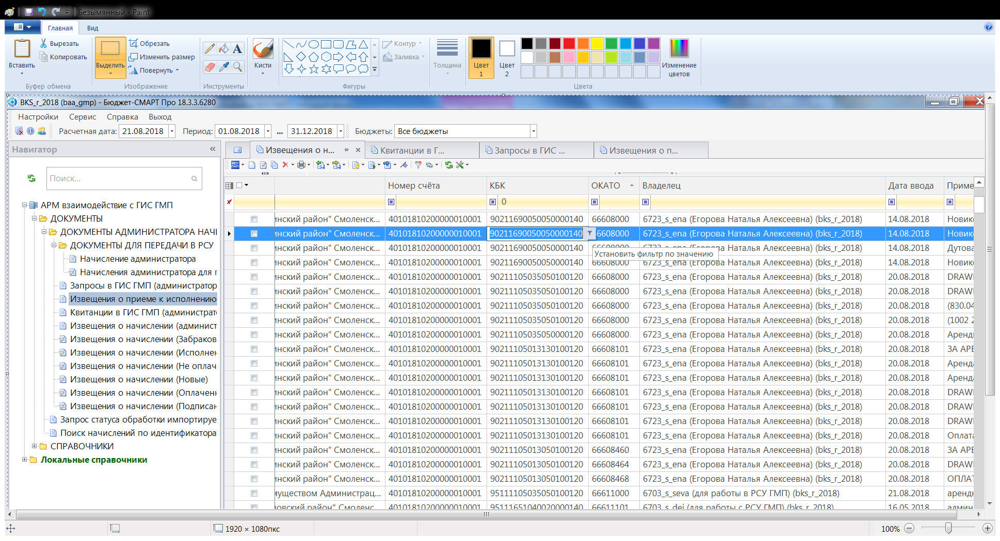 Безымянный - Paint
Главная Вид
Вставить
Вырезать
Копировать
Буфер обмена
Выделить
Обрезать
Изменить размер
Повернуть
Изображение
Инструменты
Кисти
Контур
Заливка
Фигуры
Толщина
Цвет 1
Цвет 2
Изменение цветов
Цвета
BKS_r_2018 (baa_gmp) - Бюджет-СМАРТ Про 18.3.3.6280
Настройки Сервис Справка Выход
Расчетная дата: 21.08.2018 Период: 01.08.2018 ... 31.12.2018 Бюджеты: Все бюджеты
Навигатор
Поиск...
АРМ взаимодействие с ГИС ГМП
ДОКУМЕНТЫ
ДОКУМЕНТЫ АДМИНИСТРАТОРА НАЧ
ДОКУМЕНТЫ ДЛЯ ПЕРЕДАЧИ В РСУ
Начисление администратора
Начисления администратора для г
Запросы в ГИС ГМП (администратор
Извещения о приеме к исполнению
Квитанции в ГИС ГМП (администрат
Извещения о начислении (админист
Извещения о начислении (Забраков
Извещения о начислении (Исполнен
Извещения о начислении (Не оплач
Извещения о начислении (Новые)
Извещения о начислении (Оплаченн
Извещения о начислении (Подписан
Запрос статуса обработки импортируе
Поиск начислений по идентификатора
СПРАВОЧНИКИ
Локальные справочники
Извещения о н... Квитанции в Г... Запросы в ГИС ... Извещения о п...
РСУ ГМП
Номер счёта КБК ОКАТО Владелец Дата ввода Приме
0
нский район" Смоленск... 40101810200000010001 90211690050050000140 66608000 6723_s_ena (Егорова Наталья Алексеевна) (bks_r_2018) 14.08.2018 Новик
нский район" Смоленск... 40101810200000010001 90211690050050000140 6608000 6723_s_ena (Егорова Наталья Алексеевна) (bks_r_2018) 14.08.2018 Новик
нский район" Смоленск... 40101810200000010001 90211690050050000140 66608000 6723_s_ena (Егорова Наталья Алексеевна) (bks_r_2018) 14.08.2018 Дутова
Установить фильтр по значению
нский район" Смоленск... 40101810200000010001 90211690050050000140 66608000 6723_s_ena (Егорова Наталья Алексеевна) (bks_r_2018) 14.08.2018 Новик
нский район" Смоленск... 40101810200000010001 90211105035050100120 66608000 6723_s_ena (Егорова Наталья Алексеевна) (bks_r_2018) 20.08.2018 DRAW
нский район" Смоленск... 40101810200000010001 90211105035050100120 66608000 6723_s_ena (Егорова Наталья Алексеевна) (bks_r_2018) 20.08.2018 DRAW
нский район" Смоленск... 40101810200000010001 90211105035050100120 66608000 6723_s_ena (Егорова Наталья Алексеевна) (bks_r_2018) 20.08.2018 (830.04
нский район" Смоленск... 40101810200000010001 90211105035050100120 66608000 6723_s_ena (Егорова Наталья Алексеевна) (bks_r_2018) 20.08.2018 (1002 2
нский район" Смоленск... 40101810200000010001 90211105035050000120 66608000 6723_s_ena (Егорова Наталья Алексеевна) (bks_r_2018) 20.08.2018 Аренд
нский район" Смоленск... 40101810200000010001 90211105013130100120 66608101 6723_s_ena (Егорова Наталья Алексеевна) (bks_r_2018) 20.08.2018 ЗА АРЕ
нский район" Смоленск... 40101810200000010001 90211105013130100120 66608101 6723_s_ena (Егорова Наталья Алексеевна) (bks_r_2018) 20.08.2018 Аренд
нский район" Смоленск... 40101810200000010001 90211105013130100120 66608101 6723_s_ena (Егорова Наталья Алексеевна) (bks_r_2018) 20.08.2018 Аренд
нский район" Смоленск... 40101810200000010001 90211105013130100120 66608101 6723_s_ena (Егорова Наталья Алексеевна) (bks_r_2018) 20.08.2018 DRAW
нский район" Смоленск... 40101810200000010001 90211105013130100120 66608101 6723_s_ena (Егорова Наталья Алексеевна) (bks_r_2018) 20.08.2018 DRAW
нский район" Смоленск... 40101810200000010001 90211105013130100120 66608101 6723_s_ena (Егорова Наталья Алексеевна) (bks_r_2018) 20.08.2018 DRAW
нский район" Смоленск... 40101810200000010001 90211105013130100120 66608101 6723_s_ena (Егорова Наталья Алексеевна) (bks_r_2018) 20.08.2018 Оплат
нский район" Смоленск... 40101810200000010001 90211105013050100120 66608460 6723_s_ena (Егорова Наталья Алексеевна) (bks_r_2018) 20.08.2018 ЗА АРЕ
нский район" Смоленск... 40101810200000010001 90211105013050100120 66608464 6723_s_ena (Егорова Наталья Алексеевна) (bks_r_2018) 20.08.2018 DRAW
нский район" Смоленск... 40101810200000010001 90211105013050100120 66608468 6723_s_ena (Егорова Наталья Алексеевна) (bks_r_2018) 20.08.2018 ОПЛАТ
муществом Администрац... 40101810200000010001 95111105035050100120 66611000 6703_s_seva (для работы в РСУ ГМП) (bks_r_2018) 21.08.2018 аренд
овский район" Смоленс... 40101810200000010001 95111651040020000140 66611101 6703_s_dei (для работы с РСУ ГМП) (bks_r_2018) 16.05.2018 админ
1920 × 1080пкс 100%